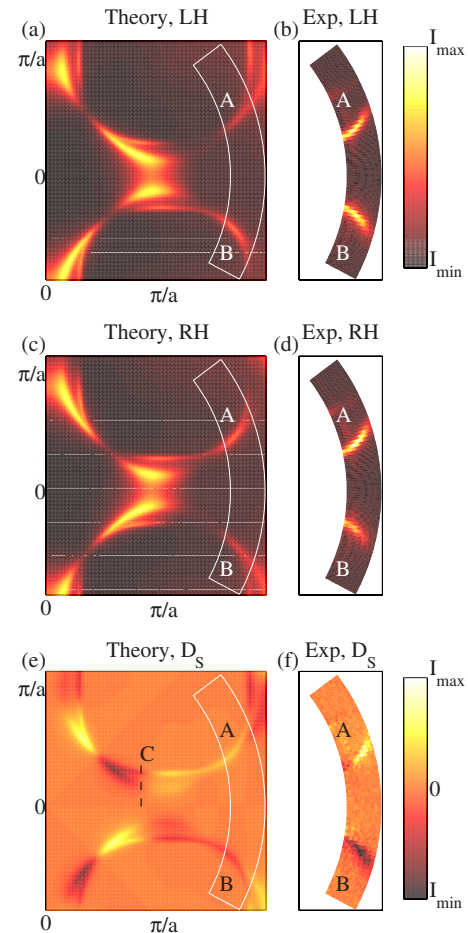 (a) Theory, LH (b) Exp, LH
π/a I max
A A
0
B B I min
0 π/a
(c) Theory, RH (d) Exp, RH
π/a
A A
0
B B
0 π/a
(e) Theory, D S (f) Exp, D S
π/a I max
A A
C
0 0
B B I min
0 π/a